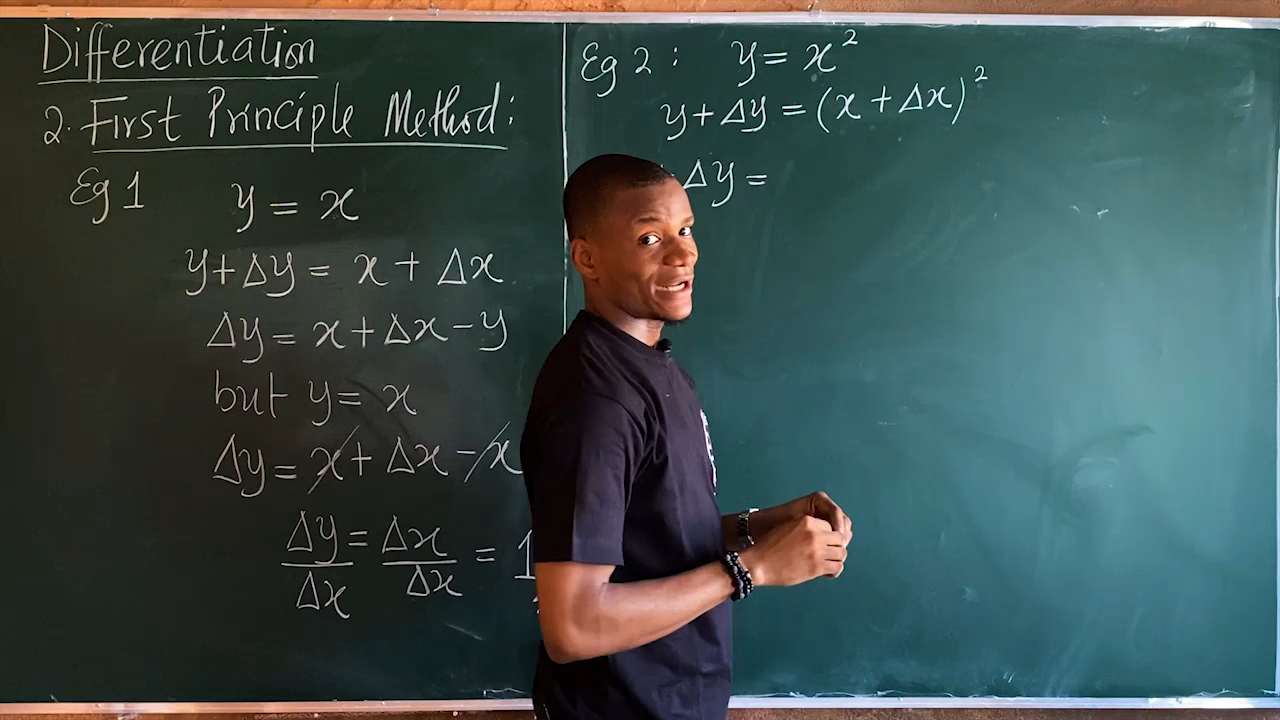 Differentiation
2. First Principle Method:
Eg 1 y = x
y + Δy = x + Δx
Δy = x + Δx - y
but y = x
Δy = x + Δx - x
Δy/Δx = Δx/Δx = 1
Eg 2 : y = x²
y + Δy = (x + Δx)²
Δy =